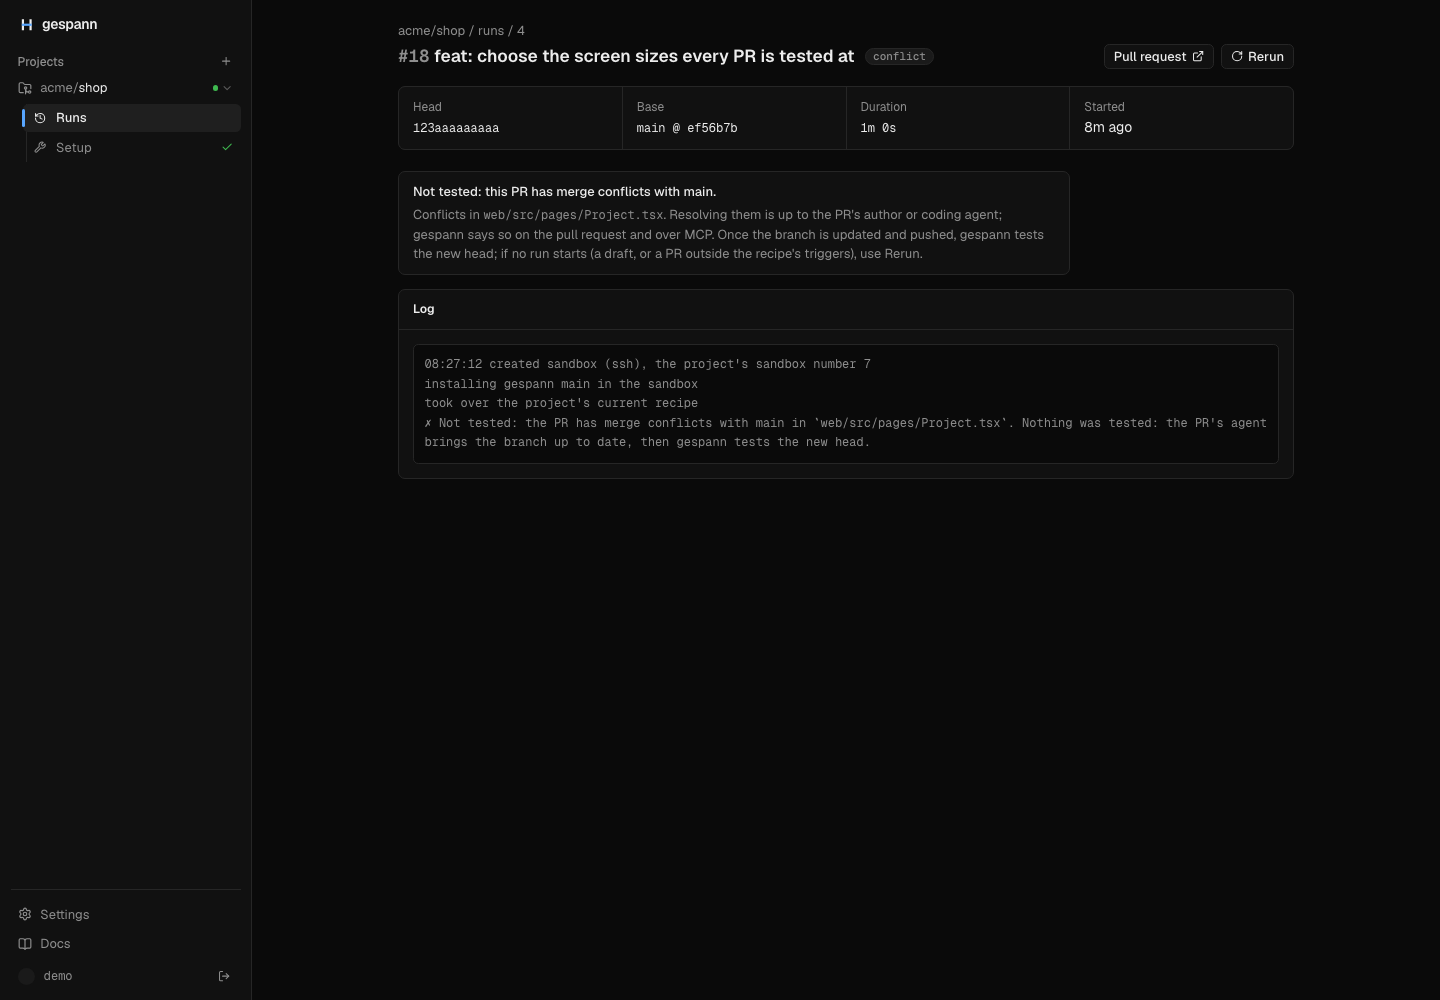 gespann
Projects
acme/shop
Runs
Setup
Settings
Docs
demo
acme/shop / runs / 4
#18 feat: choose the screen sizes every PR is tested at
conflict
Pull request
Rerun
Head
123aaaaaaaaa
Base
main @ ef56b7b
Duration
1m 0s
Started
8m ago
Not tested: this PR has merge conflicts with main.
Conflicts in web/src/pages/Project.tsx. Resolving them is up to the PR's author or coding agent;
gespann says so on the pull request and over MCP. Once the branch is updated and pushed, gespann tests
the new head; if no run starts (a draft, or a PR outside the recipe's triggers), use Rerun.
Log
08:27:12 created sandbox (ssh), the project's sandbox number 7
installing gespann main in the sandbox
took over the project's current recipe
✗ Not tested: the PR has merge conflicts with main in `web/src/pages/Project.tsx`. Nothing was tested: the PR's agent
brings the branch up to date, then gespann tests the new head.